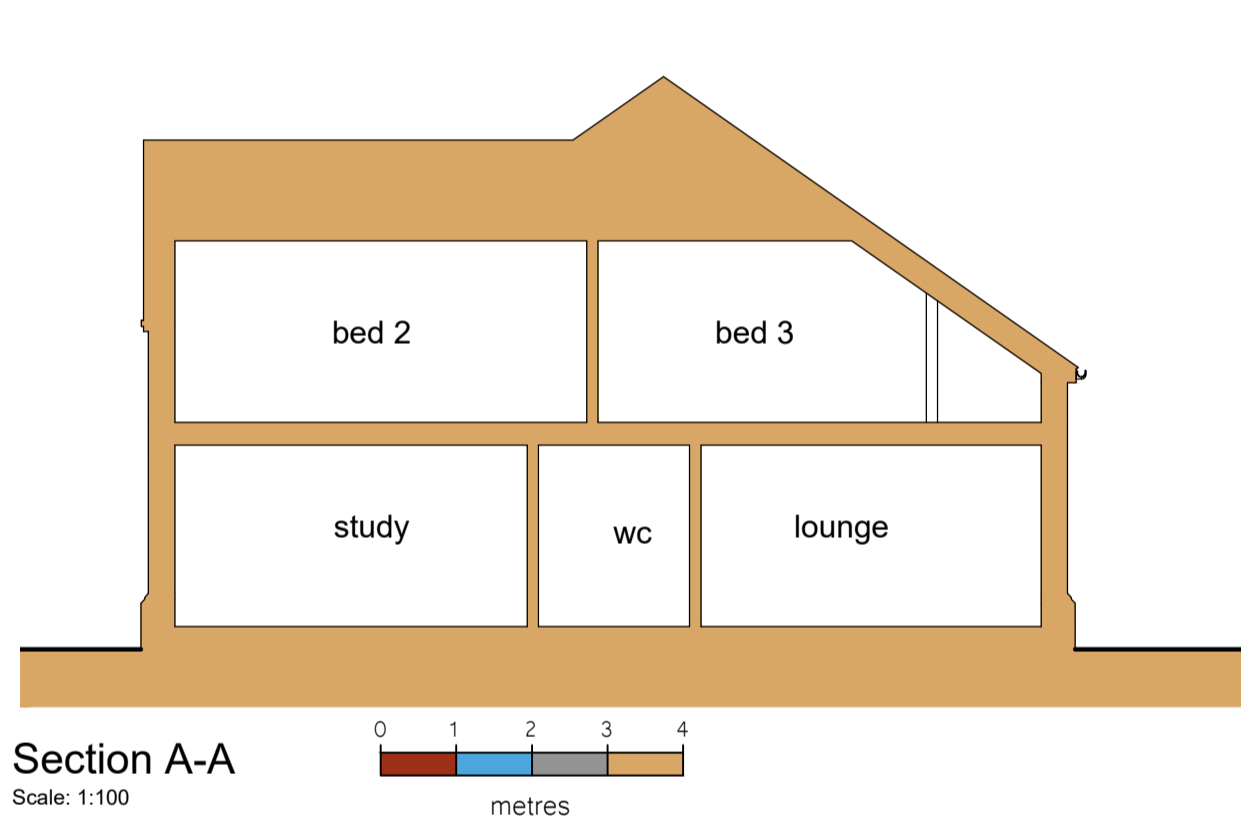 bed 2
bed 3
study
wc
lounge
0 1 2 3 4
Section A-A
Scale: 1:100
metres